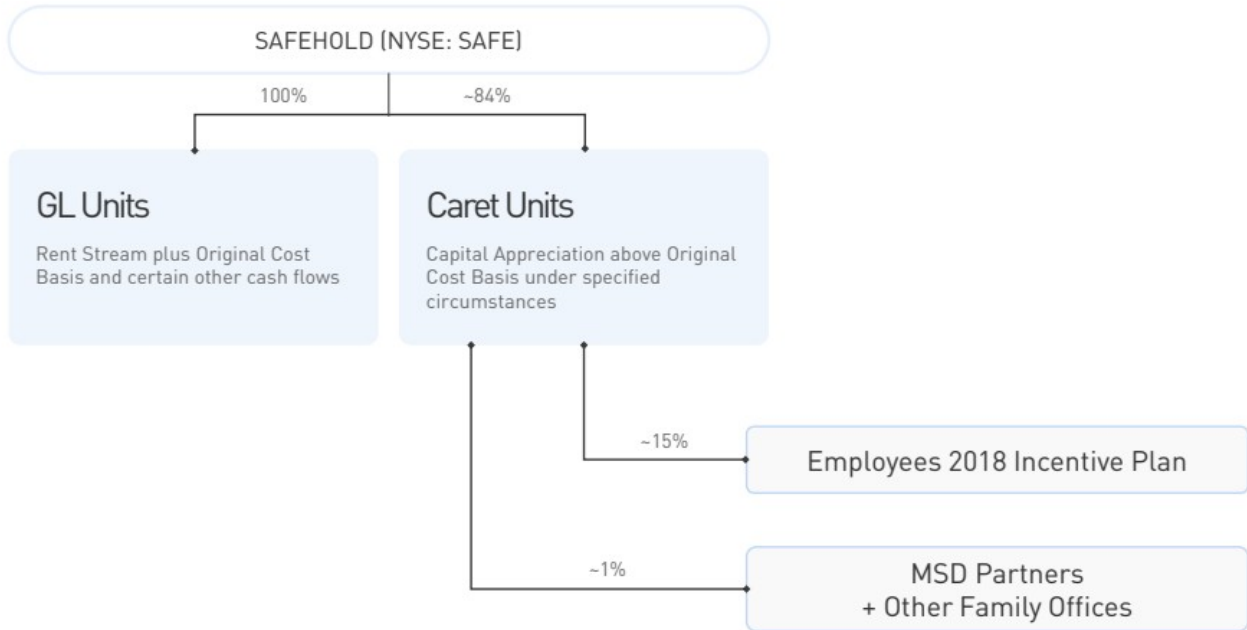 SAFEHOLD (NYSE: SAFE)
100%
~84%
GL Units
Rent Stream plus Original Cost
Basis and certain other cash flows
Caret Units
Capital Appreciation above Original
Cost Basis under specified
circumstances
~15%
Employees 2018 Incentive Plan
~1%
MSD Partners
+ Other Family Offices